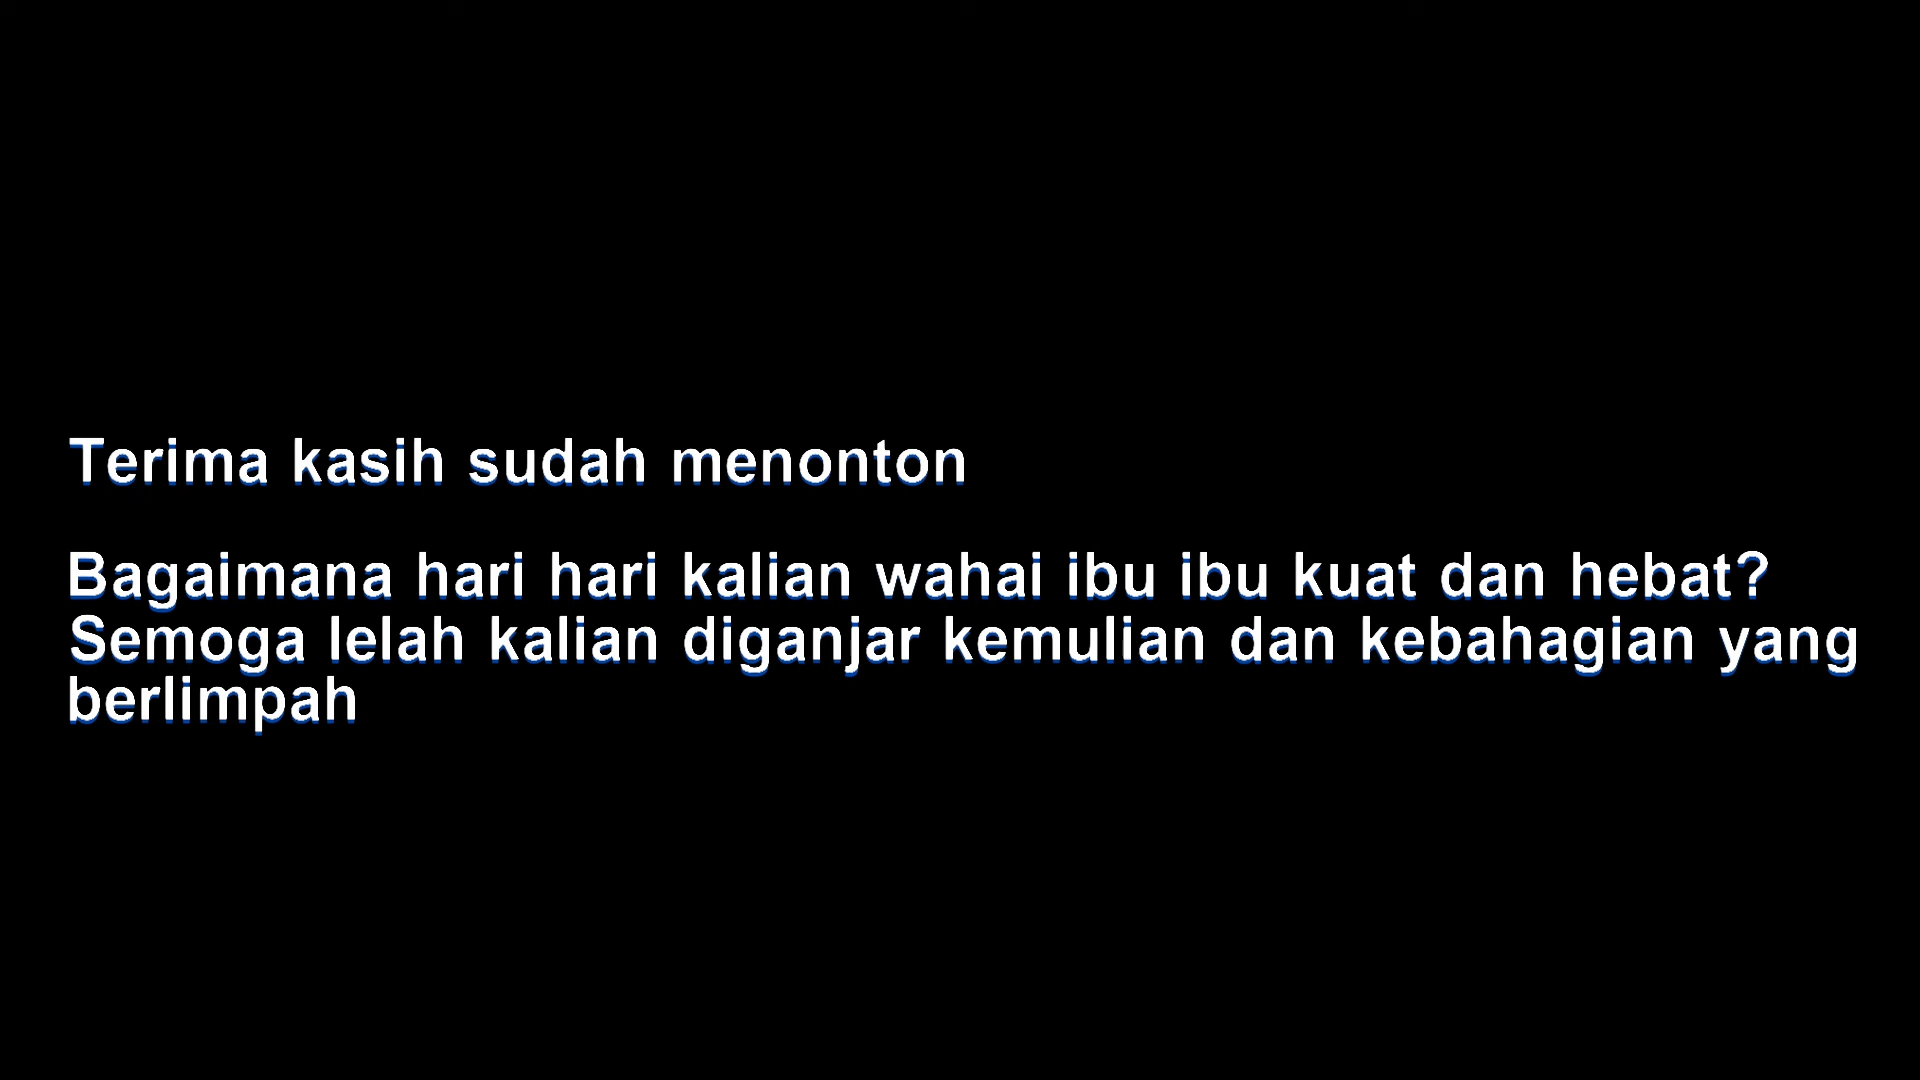 Terima kasih sudah menonton
Bagaimana hari hari kalian wahai ibu ibu kuat dan hebat?
Semoga lelah kalian diganjar kemulian dan kebahagian yang
berlimpah